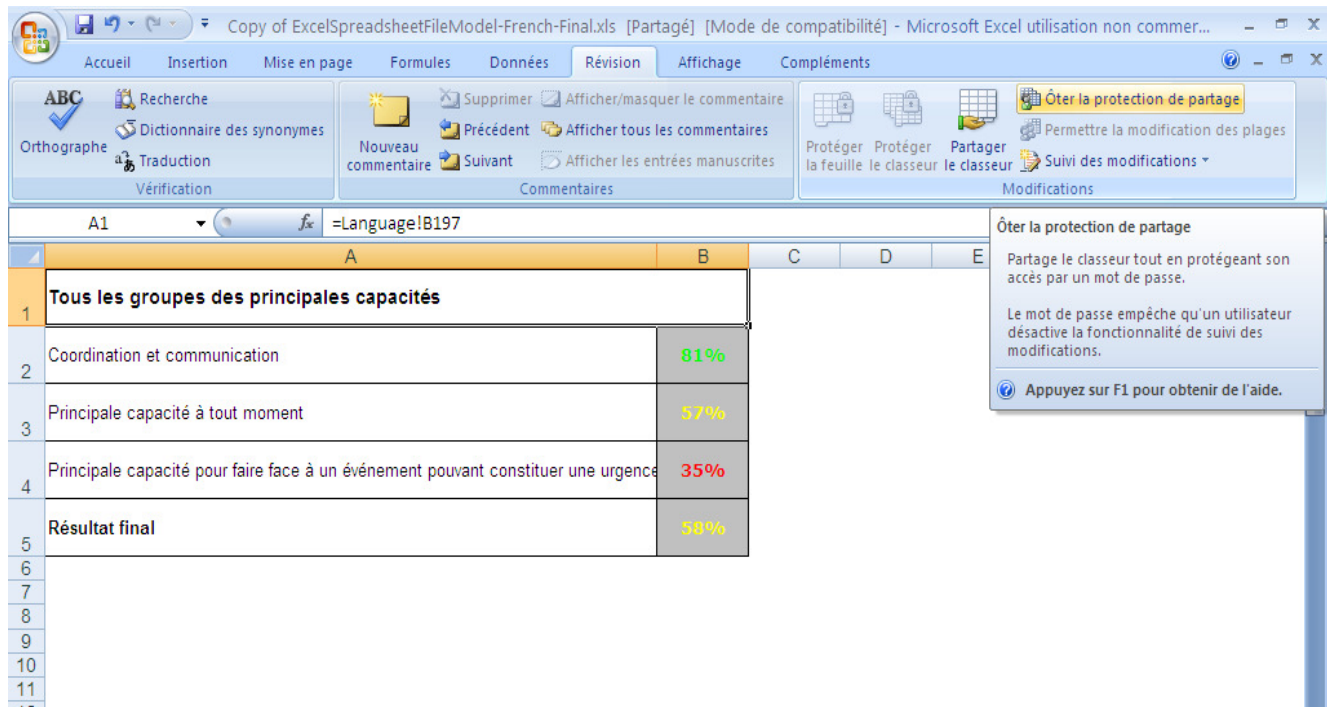 Copy of ExcelSpreadsheetFileModel-French-Final.xls [Partagé] [Mode de compatibilité] - Microsoft Excel utilisation non commer...
Accueil Insertion Mise en page Formules Données Révision Affichage Compléments
ABC
Orthographe
Recherche
Dictionnaire des synonymes
Traduction
Vérification
Nouveau
commentaire
Supprimer Afficher/masquer le commentaire
Précédent Afficher tous les commentaires
Suivant Afficher les entrées manuscrites
Commentaires
Protéger
la feuille
Protéger
le classeur
Partager
le classeur
Ôter la protection de partage
Permettre la modification des plages
Suivi des modifications
Modifications
A1 fx =Language!B197
A B C D E
1 Tous les groupes des principales capacités
2 Coordination et communication 81%
3 Principale capacité à tout moment 57%
4 Principale capacité pour faire face à un événement pouvant constituer une urgence 35%
5 Résultat final 58%
6
7
8
9
10
11
Ôter la protection de partage
Partage le classeur tout en protégeant son
accès par un mot de passe.
Le mot de passe empêche qu'un utilisateur
désactive la fonctionnalité de suivi des
modifications.
Appuyez sur F1 pour obtenir de l'aide.